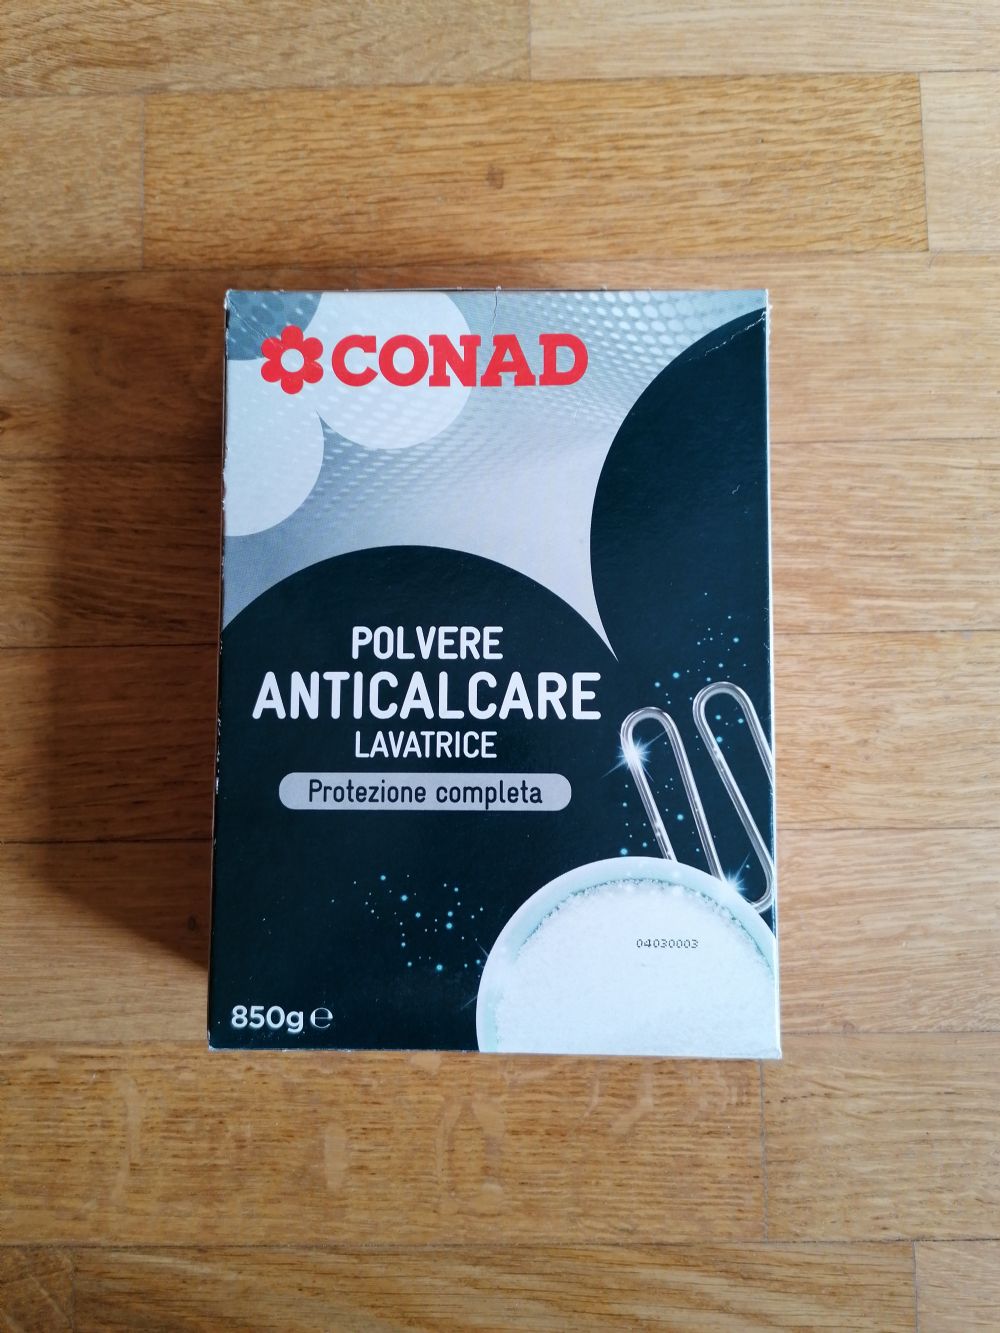 CONAD
POLVERE
ANTICALCARE
LAVATRICE
Protezione completa
04030003
850g ℮